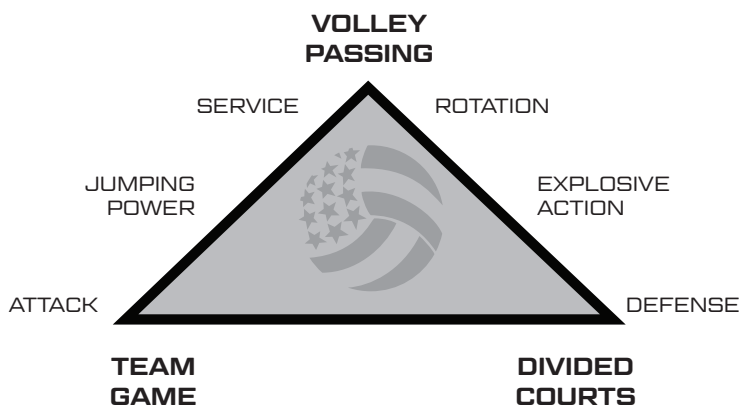 VOLLEY
PASSING
SERVICE
ROTATION
JUMPING
POWER
EXPLOSIVE
ACTION
ATTACK
DEFENSE
TEAM
GAME
DIVIDED
COURTS